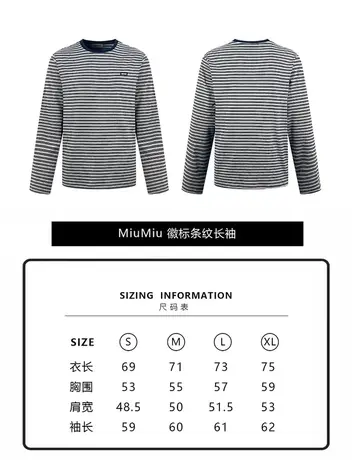 MiuMiu 徽标条纹长袖
SIZING INFORMATION
尺码表
SIZE S M L XL
衣长 69 71 73 75
胸围 53 55 57 59
肩宽 48.5 50 51.5 53
袖长 59 60 61 62